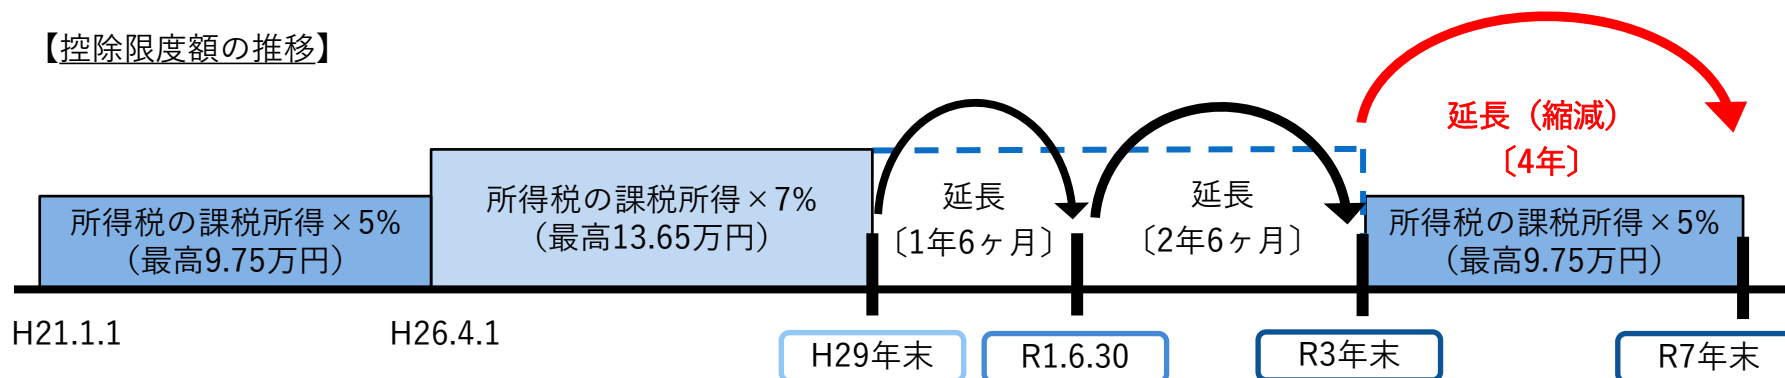 【控除限度額の推移】
所得税の課税所得×5%
（最高9.75万円）
所得税の課税所得×7%
（最高13.65万円）
延長
〔1年6ヶ月〕
延長
〔2年6ヶ月〕
延長（縮減）
〔4年〕
所得税の課税所得×5%
（最高9.75万円）
H21.1.1
H26.4.1
H29年末
R1.6.30
R3年末
R7年末